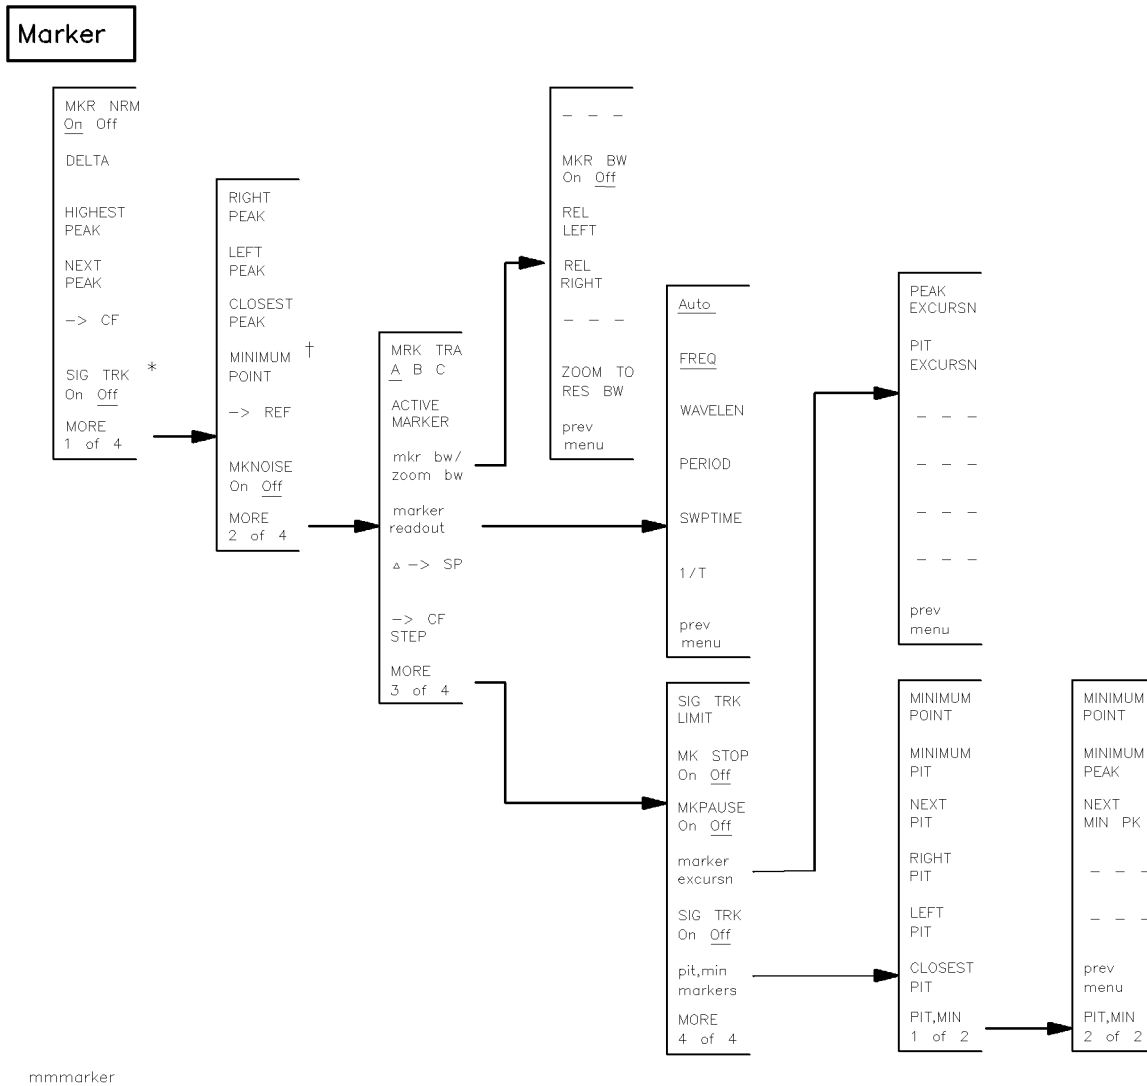 Marker
MKR NRM
On Off
DELTA
HIGHEST
PEAK
NEXT
PEAK
–> CF
SIG TRK *
On Off
MORE
1 of 4
RIGHT
PEAK
LEFT
PEAK
CLOSEST
PEAK
MINIMUM †
POINT
–> REF
MKNOISE
On Off
MORE
2 of 4
MRK TRA
A B C
ACTIVE
MARKER
mkr bw/
zoom bw
marker
readout
△ –> SP
–> CF
STEP
MORE
3 of 4
– – –
MKR BW
On Off
REL
LEFT
REL
RIGHT
– – –
ZOOM TO
RES BW
prev
menu
Auto
FREQ
WAVELEN
PERIOD
SWPTIME
1/T
prev
menu
SIG TRK
LIMIT
MK STOP
On Off
MKPAUSE
On Off
marker
excursn
SIG TRK
On Off
pit,min
markers
MORE
4 of 4
PEAK
EXCURSN
PIT
EXCURSN
– – –
– – –
– – –
– – –
prev
menu
MINIMUM
POINT
MINIMUM
PIT
NEXT
PIT
RIGHT
PIT
LEFT
PIT
CLOSEST
PIT
PIT,MIN
1 of 2
MINIMUM
POINT
MINIMUM
PEAK
NEXT
MIN PK
– – –
– – –
prev
menu
PIT,MIN
2 of 2
mmmarker